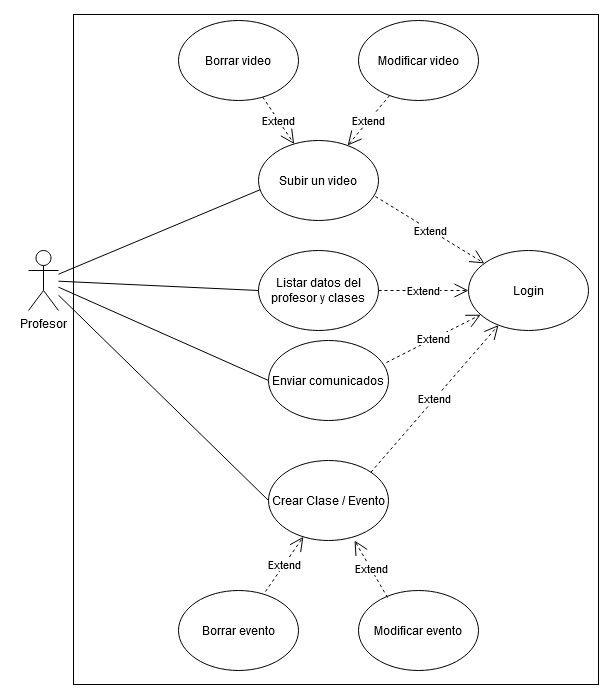 Borrar video
Modificar video
Extend
Extend
Subir un video
Extend
Listar datos del
profesor y clases
Extend
Login
Profesor
Extend
Enviar comunicados
Extend
Crear Clase / Evento
Extend
Extend
Borrar evento
Modificar evento